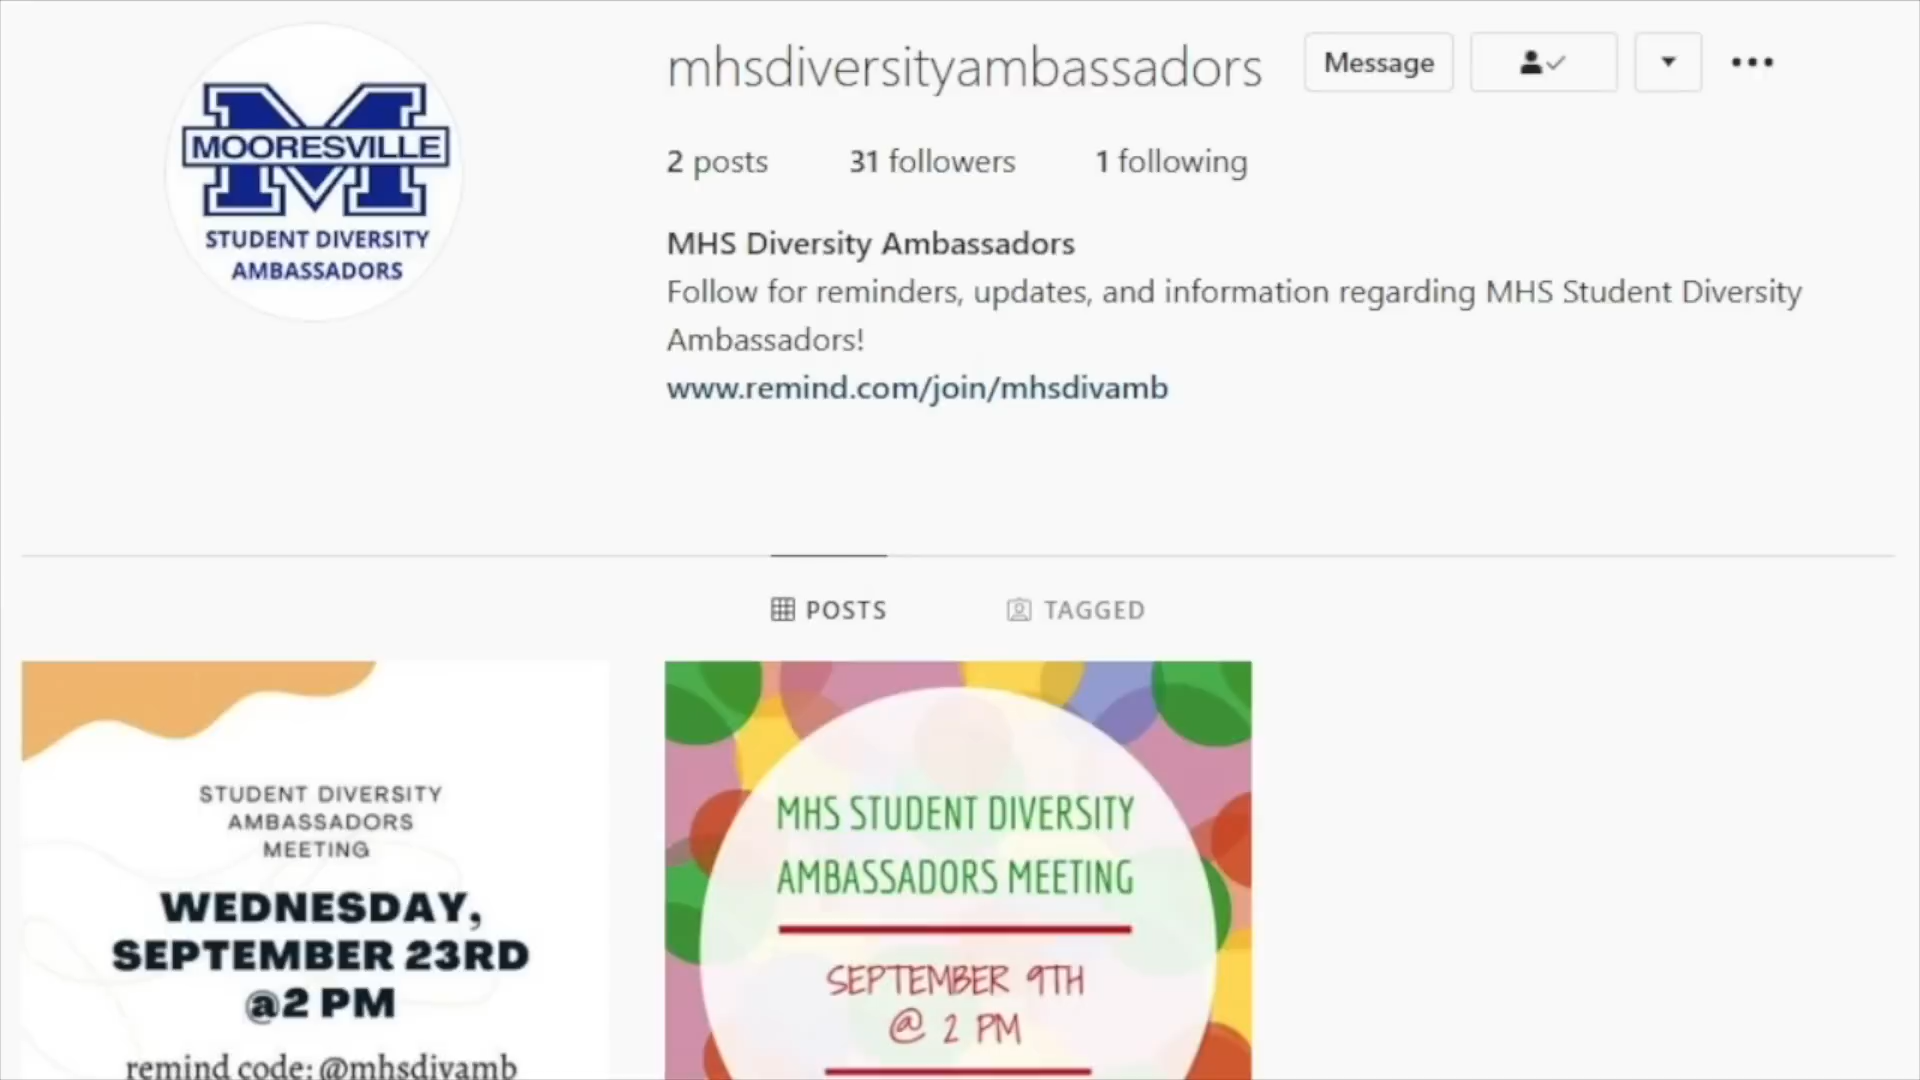 mhsdiversityambassadors
Message
2 posts
31 followers
1 following
MHS Diversity Ambassadors
Follow for reminders, updates, and information regarding MHS Student Diversity
Ambassadors!
www.remind.com/join/mhsdivamb
MOORESVILLE
STUDENT DIVERSITY
AMBASSADORS
POSTS
TAGGED
STUDENT DIVERSITY
AMBASSADORS
MEETING
WEDNESDAY,
SEPTEMBER 23RD
@2 PM
remind code: @mhsdivamb
MHS STUDENT DIVERSITY
AMBASSADORS MEETING
SEPTEMBER 9TH
@ 2 PM